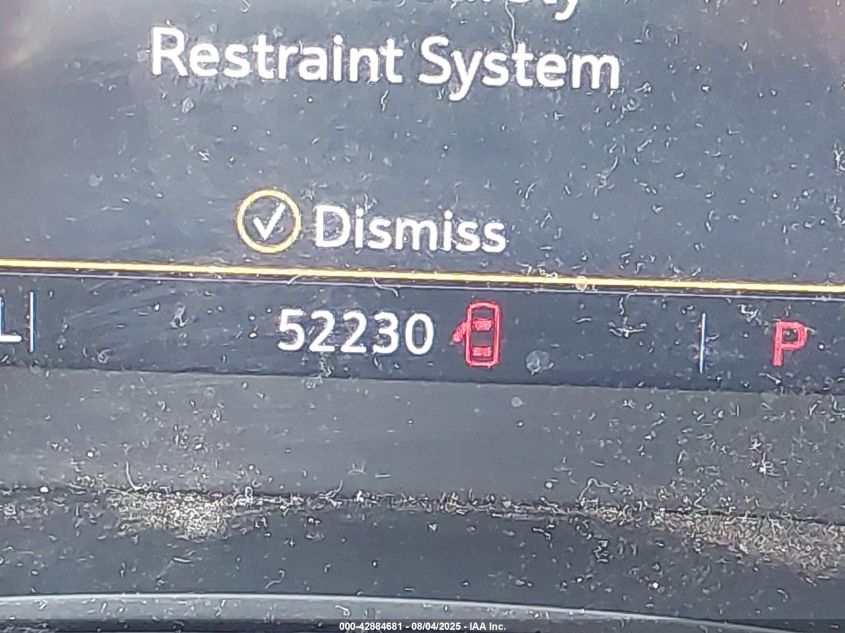 Restraint System
Dismiss
52230
P
000-42884681 - 08/04/2025 - IAA Inc.